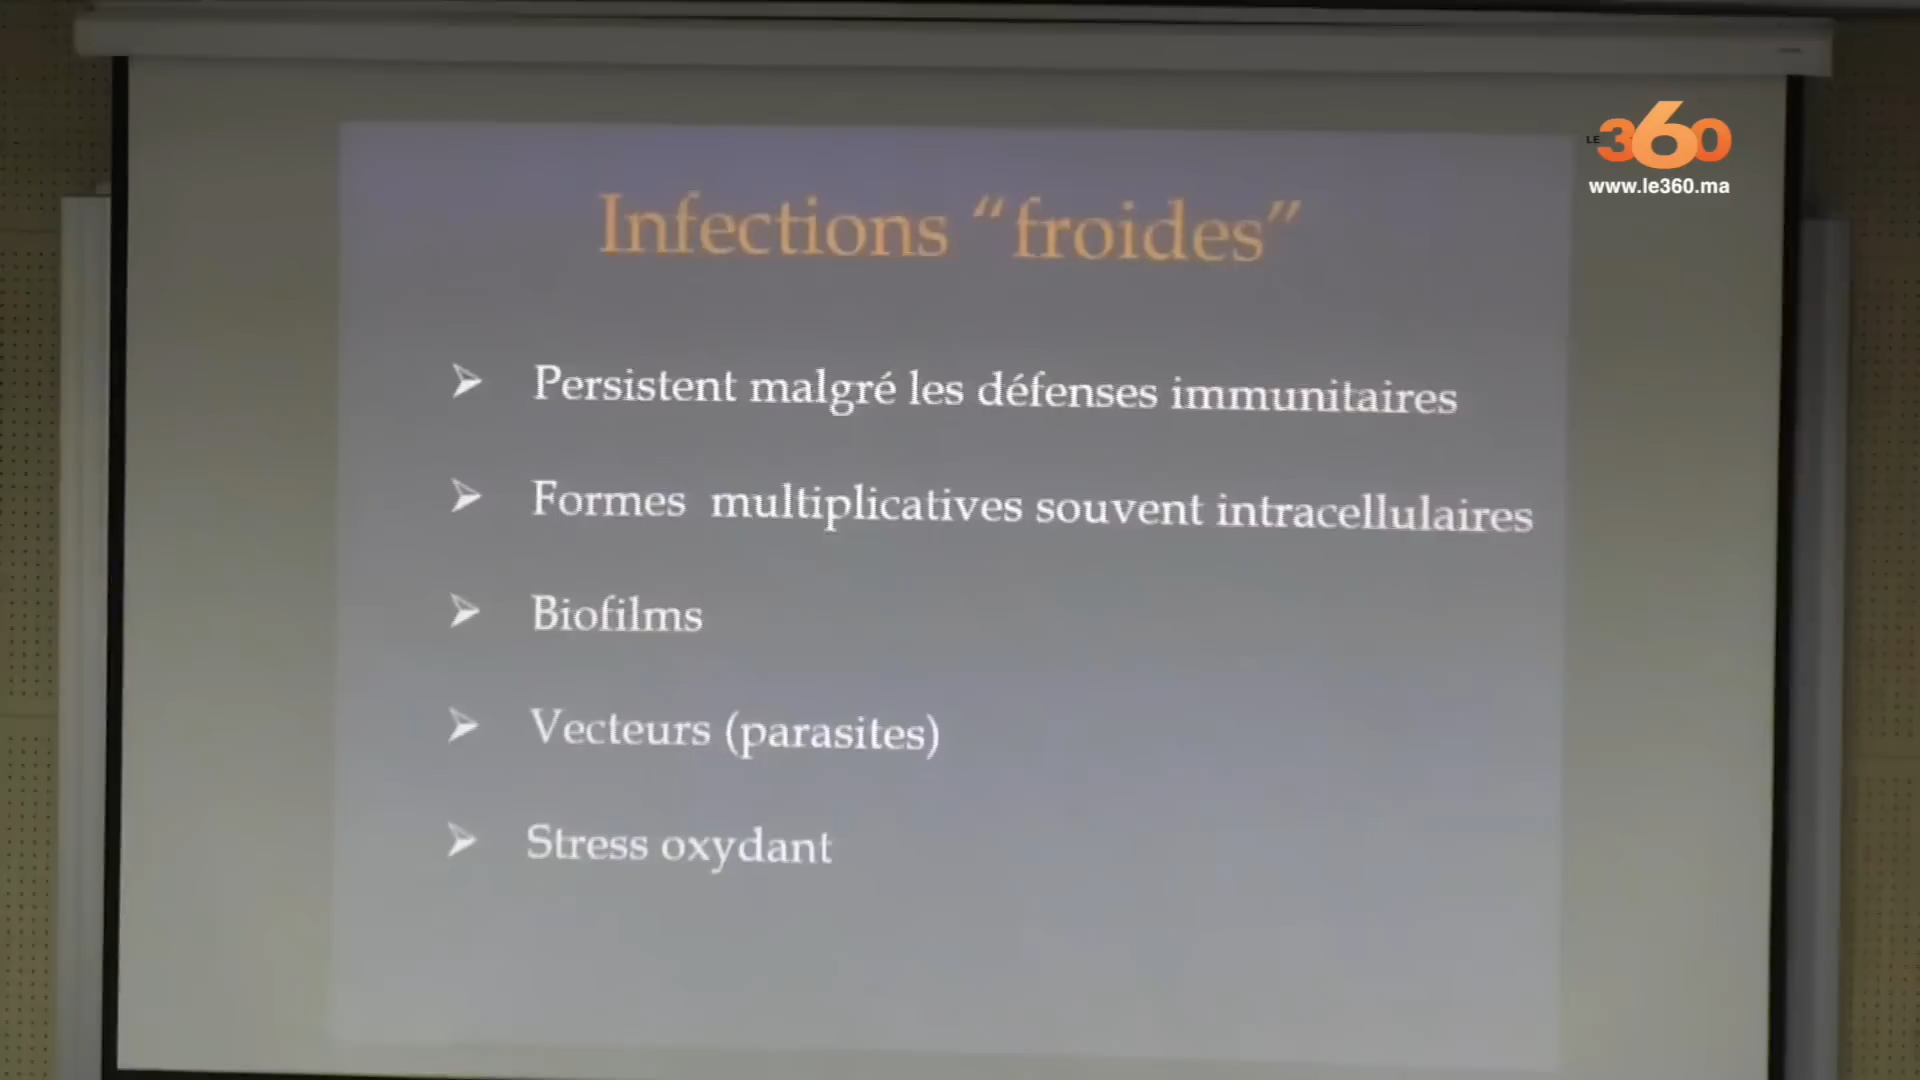 LE 360
www.le360.ma
Infections “froides”
➢ Persistent malgré les défenses immunitaires
➢ Formes multiplicatives souvent intracellulaires
➢ Biofilms
➢ Vecteurs (parasites)
➢ Stress oxydant